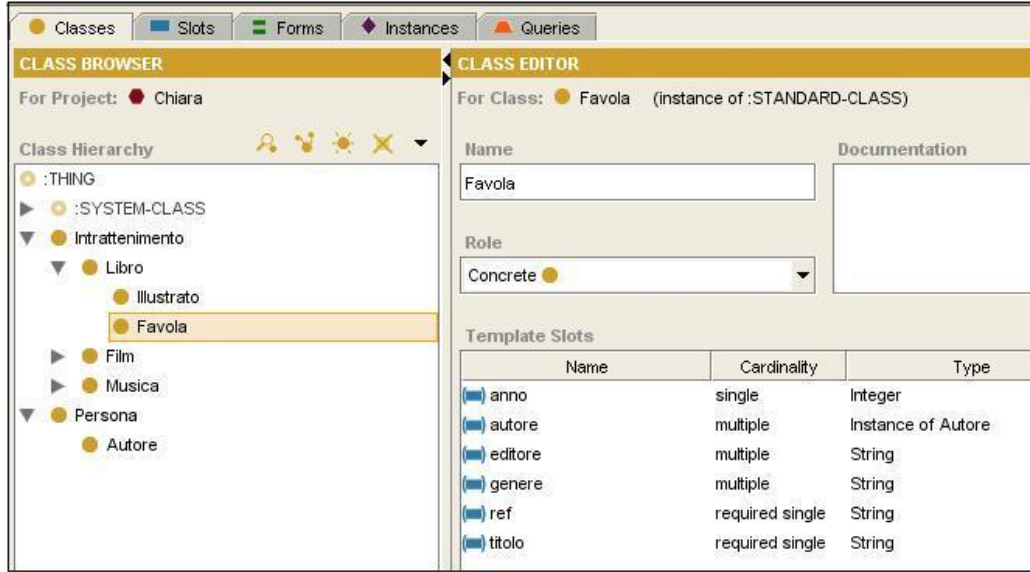 Classes Slots Forms Instances Queries
CLASS BROWSER
For Project: Chiara
Class Hierarchy
:THING
:SYSTEM-CLASS
Intrattenimento
Libro
Illustrato
Favola
Film
Musica
Persona
Autore
CLASS EDITOR
For Class: Favola (instance of :STANDARD-CLASS)
Name Documentation
Favola
Role
Concrete
Template Slots
Name Cardinality Type
anno single Integer
autore multiple Instance of Autore
editore multiple String
genere multiple String
ref required single String
titolo required single String